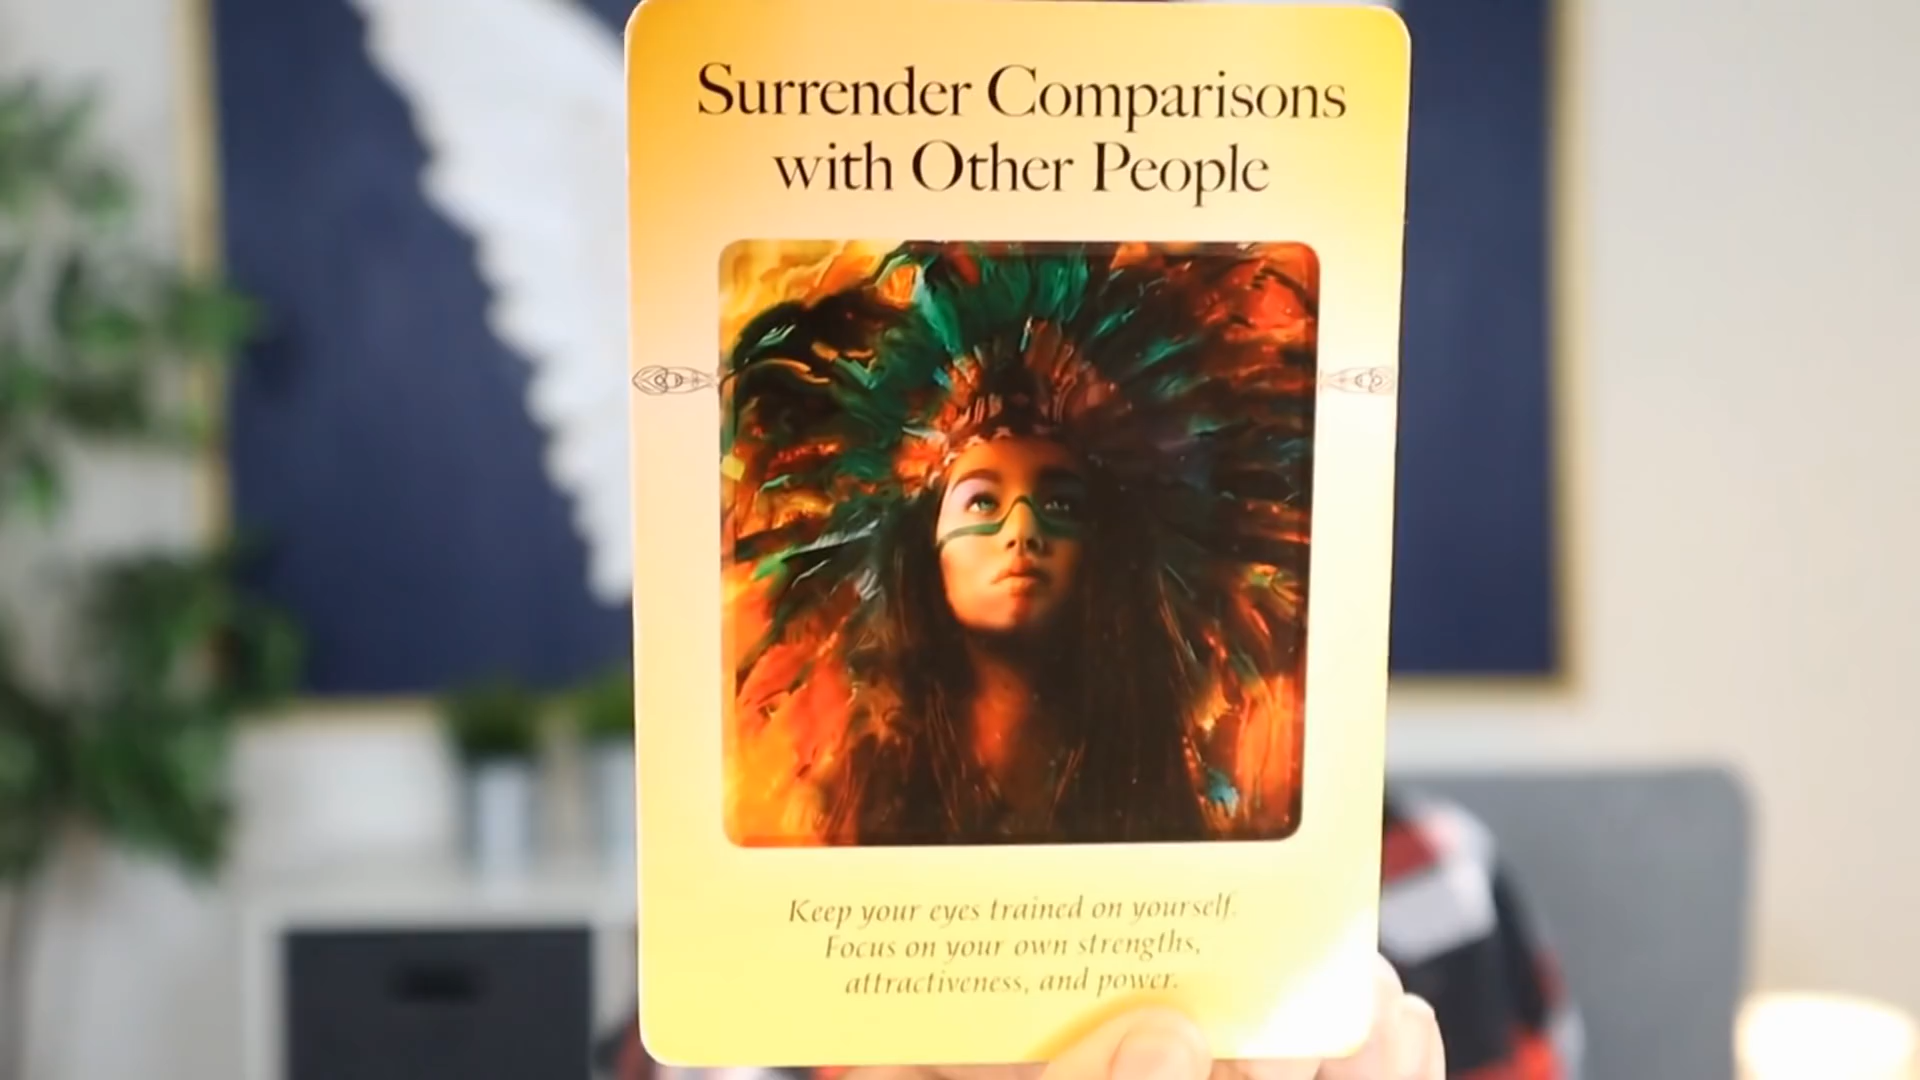 Surrender Comparisons
with Other People
Keep your eyes trained on yourself.
Focus on your own strengths,
attractiveness, and power.